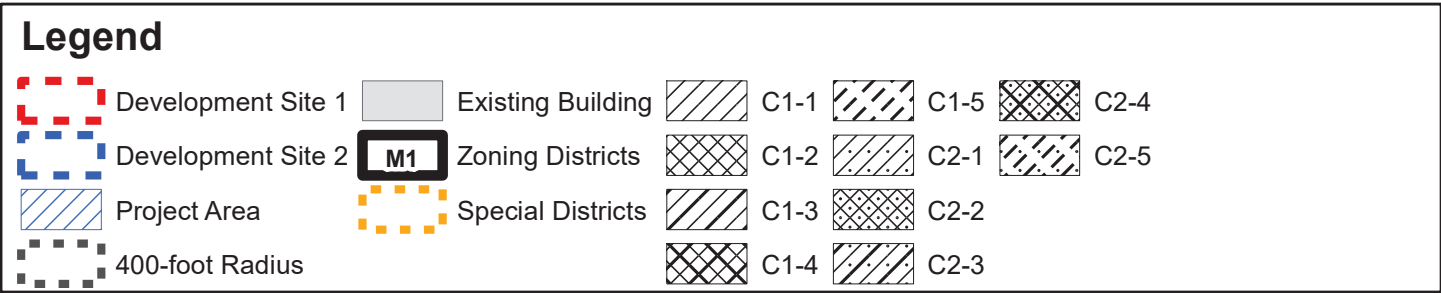 Legend
Development Site 1 Existing Building C1-1 C1-5 C2-4
Development Site 2 M1 Zoning Districts C1-2 C2-1 C2-5
Project Area Special Districts C1-3 C2-2
400-foot Radius C1-4 C2-3